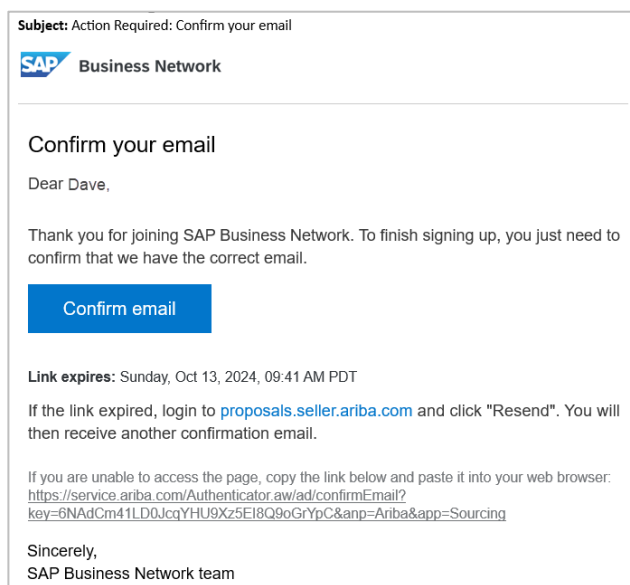 Subject: Action Required: Confirm your email
SAP Business Network
Confirm your email
Dear Dave,
Thank you for joining SAP Business Network. To finish signing up, you just need to
confirm that we have the correct email.
Confirm email
Link expires: Sunday, Oct 13, 2024, 09:41 AM PDT
If the link expired, login to proposals.seller.ariba.com and click "Resend". You will
then receive another confirmation email.
If you are unable to access the page, copy the link below and paste it into your web browser:
https://service.ariba.com/Authenticator.aw/ad/confirmEmail?
key=6NAdCm41LD0JcqYHU9Xz5EI8Q9oGrYpC&anp=Ariba&app=Sourcing
Sincerely,
SAP Business Network team